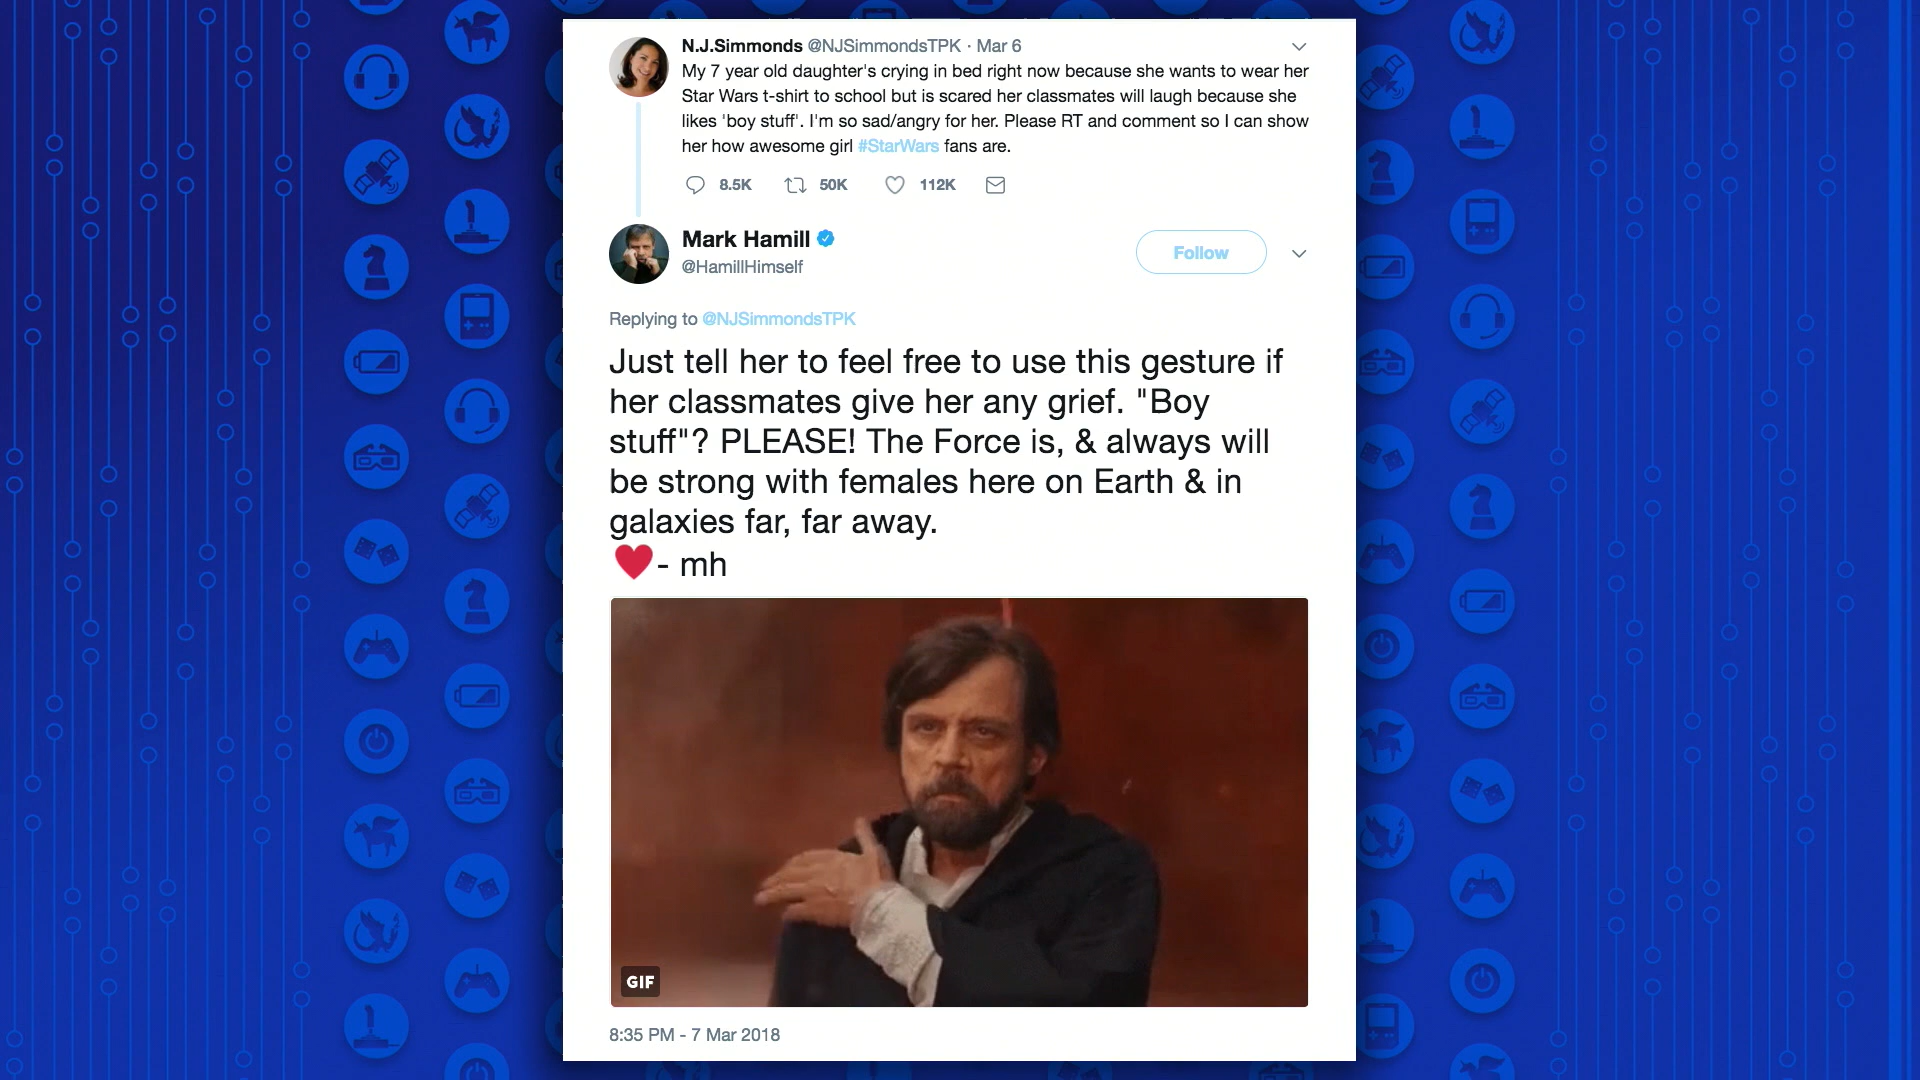 N.J.Simmonds @NJSimmondsTPK · Mar 6
My 7 year old daughter's crying in bed right now because she wants to wear her
Star Wars t-shirt to school but is scared her classmates will laugh because she
likes 'boy stuff'. I'm so sad/angry for her. Please RT and comment so I can show
her how awesome girl #StarWars fans are.
8.5K 50K 112K
Mark Hamill
@HamillHimself
Follow
Replying to @NJSimmondsTPK
Just tell her to feel free to use this gesture if
her classmates give her any grief. "Boy
stuff"? PLEASE! The Force is, & always will
be strong with females here on Earth & in
galaxies far, far away.
❤️- mh
GIF
8:35 PM - 7 Mar 2018